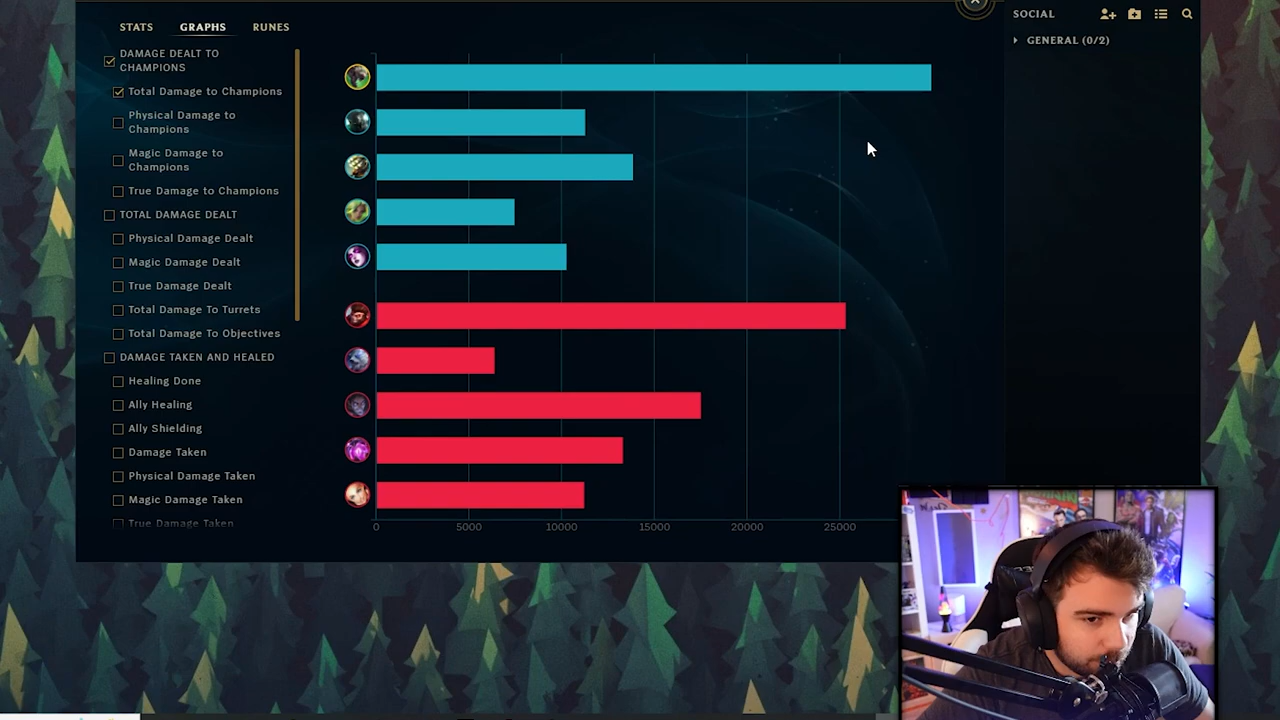 STATS GRAPHS RUNES
DAMAGE DEALT TO
CHAMPIONS
Total Damage to Champions
Physical Damage to
Champions
Magic Damage to
Champions
True Damage to Champions
TOTAL DAMAGE DEALT
Physical Damage Dealt
Magic Damage Dealt
True Damage Dealt
Total Damage To Turrets
Total Damage To Objectives
DAMAGE TAKEN AND HEALED
Healing Done
Ally Healing
Ally Shielding
Damage Taken
Physical Damage Taken
Magic Damage Taken
True Damage Taken
0 5000 10000 15000 20000 25000
SOCIAL
GENERAL (0/2)